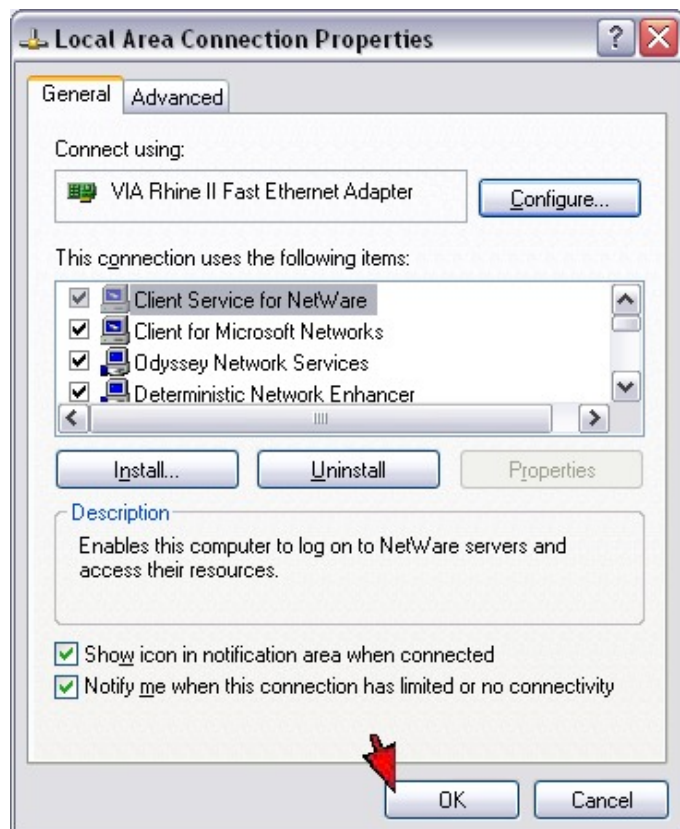 Local Area Connection Properties
General
Advanced
Connect using:
VIA Rhine II Fast Ethernet Adapter
Configure...
This connection uses the following items:
Client Service for NetWare
Client for Microsoft Networks
Odyssey Network Services
Deterministic Network Enhancer
Install...
Uninstall
Properties
Description
Enables this computer to log on to NetWare servers and
access their resources.
Show icon in notification area when connected
Notify me when this connection has limited or no connectivity
OK
Cancel